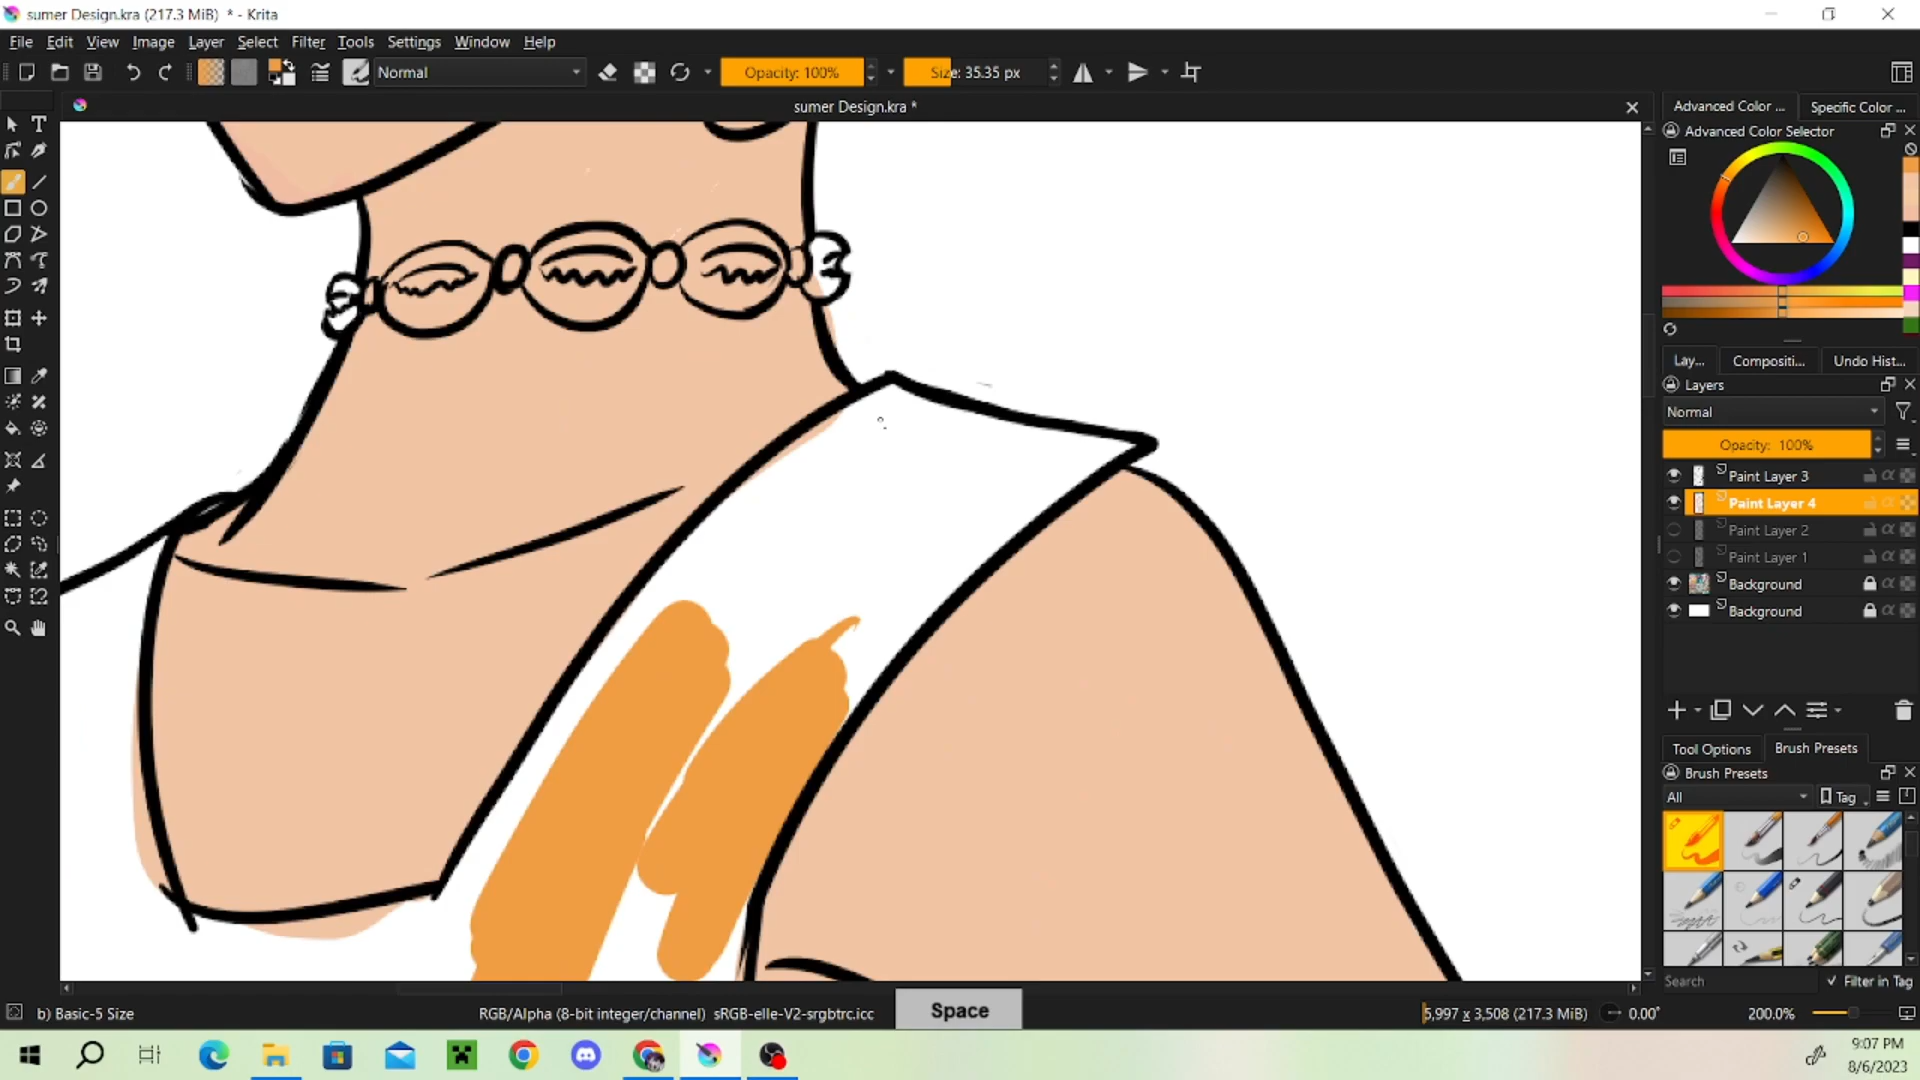 sumer Design.kra (217.3 MiB) * - Krita
File Edit View Image Layer Select Filter Tools Settings Window Help
Normal
Opacity: 100%
Size: 35.35 px
sumer Design.kra *
Advanced Color ...
Specific Color ...
Advanced Color Selector
Lay...
Compositi...
Undo Hist...
Layers
Normal
Opacity: 100%
Paint Layer 3
Paint Layer 4
Paint Layer 2
Paint Layer 1
Background
Background
Tool Options
Brush Presets
Brush Presets
All
Tag
Search
Filter in Tag
b) Basic-5 Size
RGB/Alpha (8-bit integer/channel) sRGB-elle-V2-srgbtrc.icc
Space
5,997 x 3,508 (217.3 MiB)
0.00°
200.0%
9:07 PM
8/6/2023